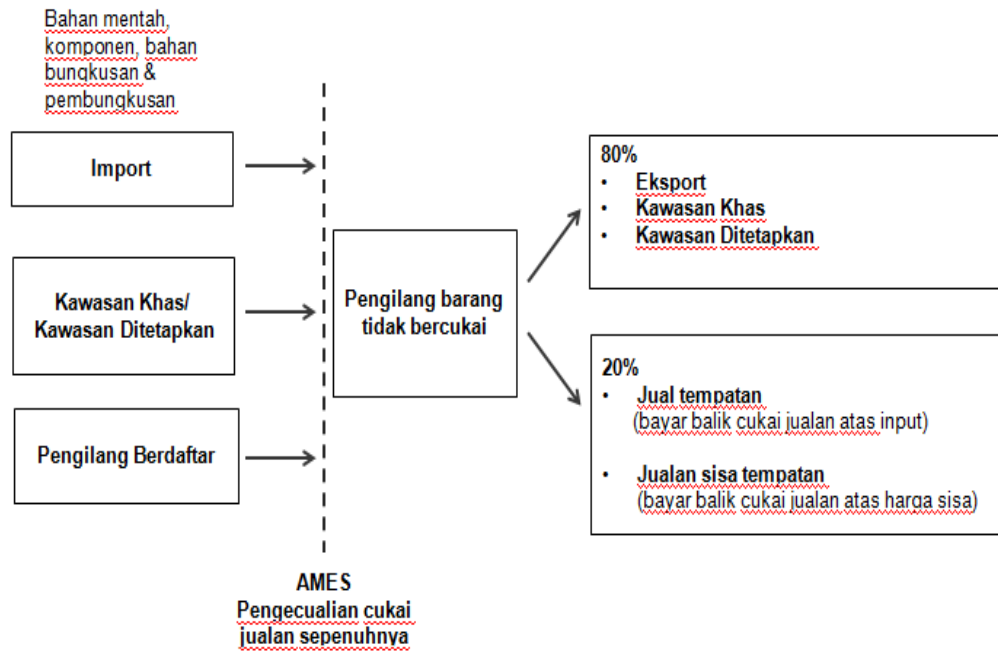 Bahan mentah,
komponen, bahan
bungkusan &
pembungkusan
Import
Kawasan Khas/
Kawasan Ditetapkan
Pengilang Berdaftar
Pengilang barang
tidak bercukai
80%
• Eksport
• Kawasan Khas
• Kawasan Ditetapkan
20%
• Jual tempatan
(bayar balik cukai jualan atas input)
• Jualan sisa tempatan
(bayar balik cukai jualan atas harga sisa)
AMES
Pengecualian cukai
jualan sepenuhnya